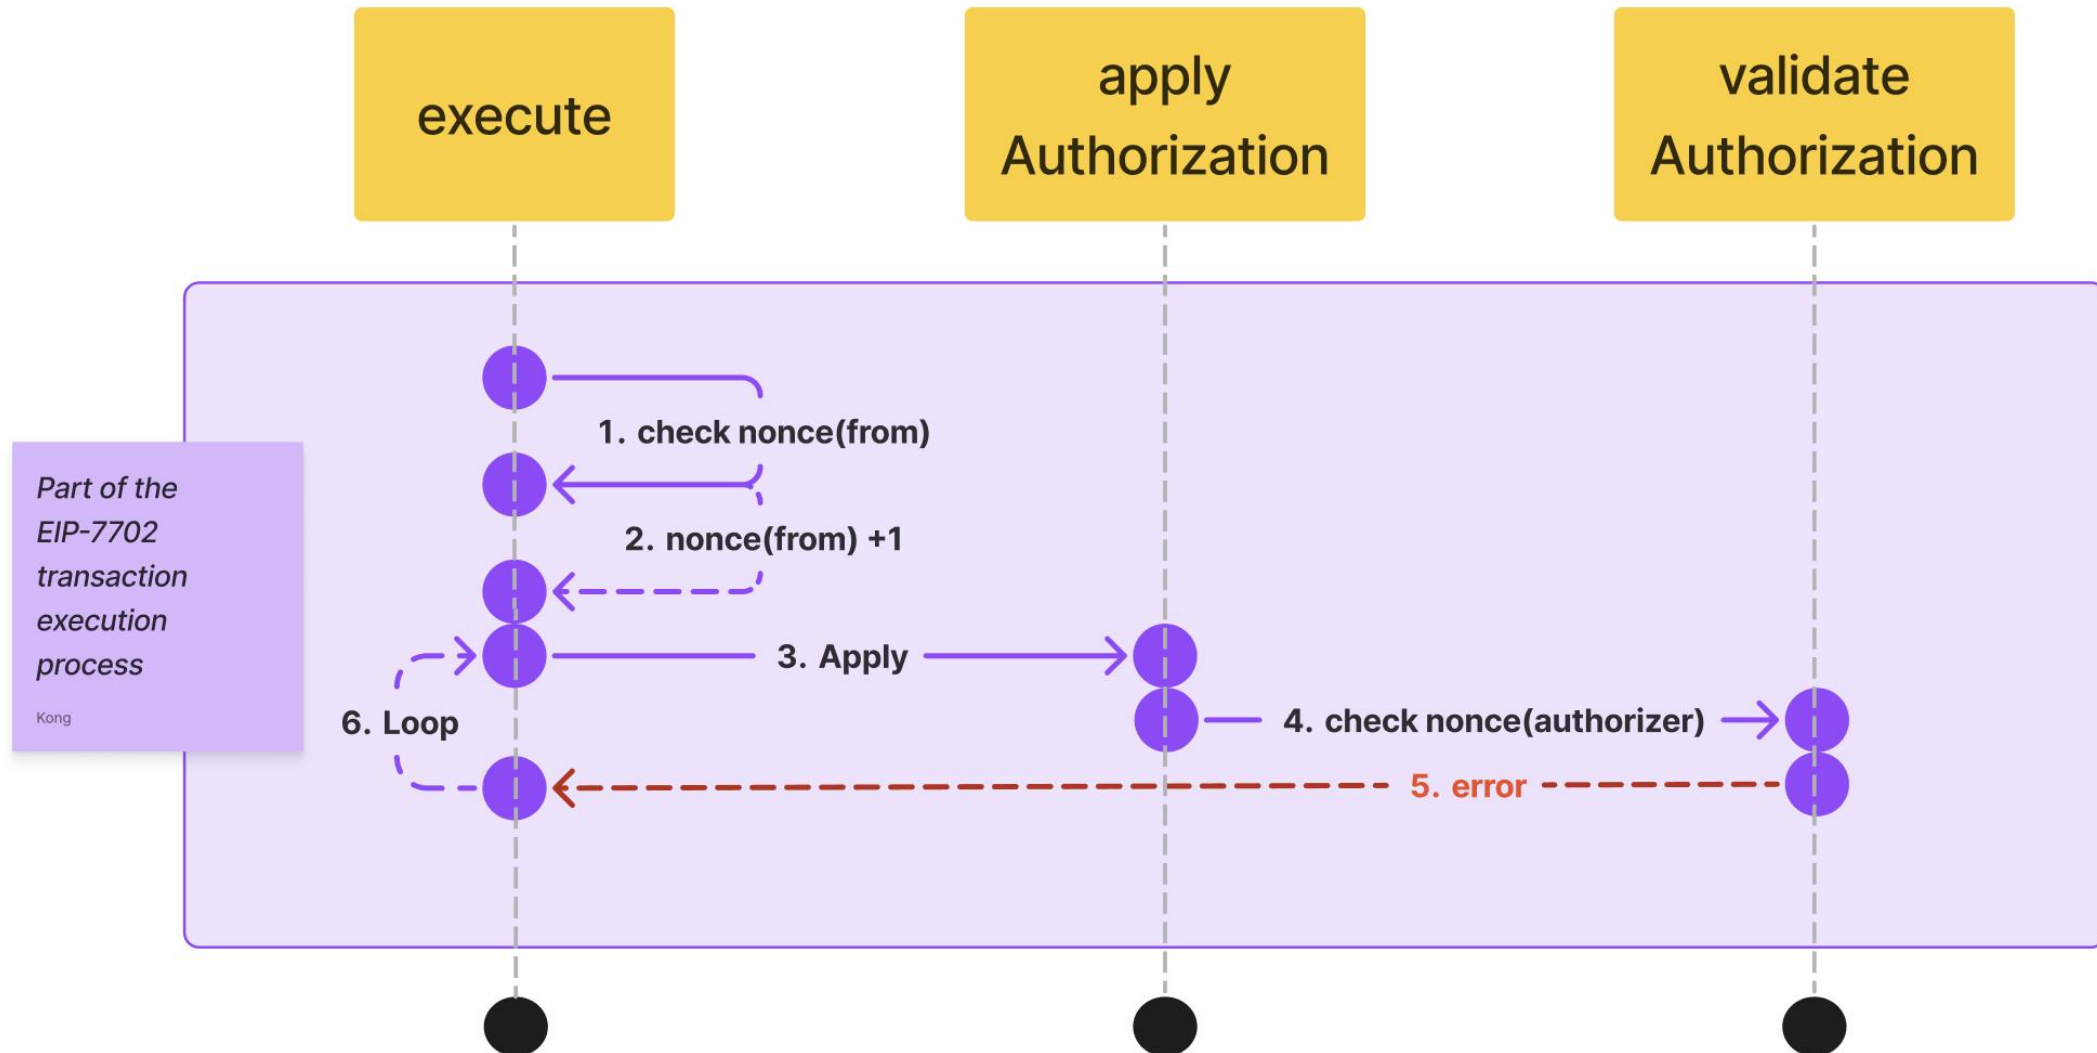 execute
apply
Authorization
validate
Authorization
1. check nonce(from)
2. nonce(from) +1
Part of the
EIP-7702
transaction
execution
process
Kong
3. Apply
6. Loop
4. check nonce(authorizer)
5. error